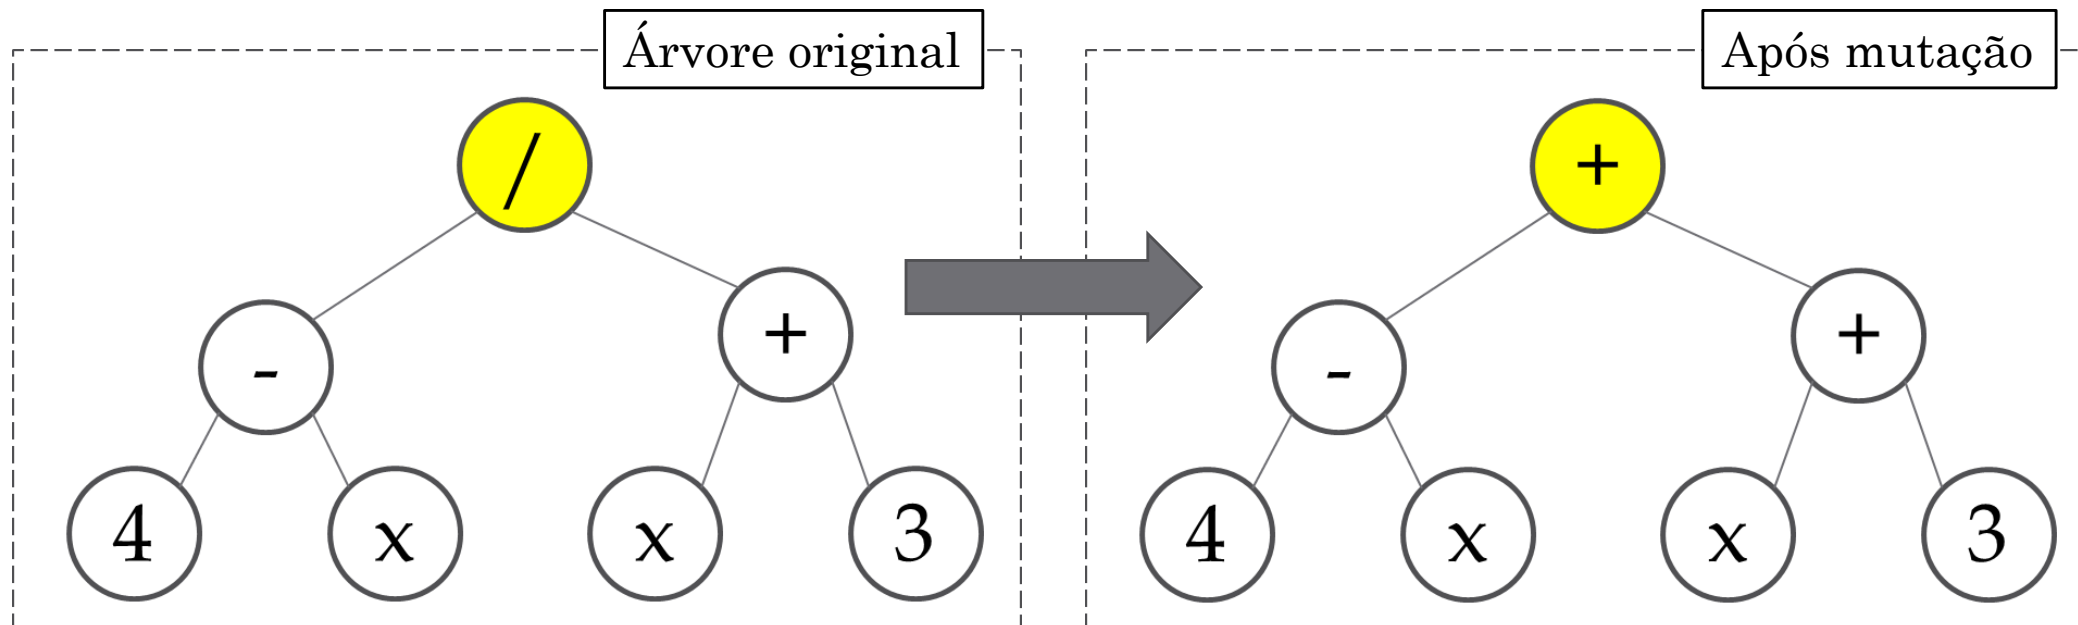 Árvore original
Após mutação
/
+
-
+
-
+
4
x
x
3
4
x
x
3